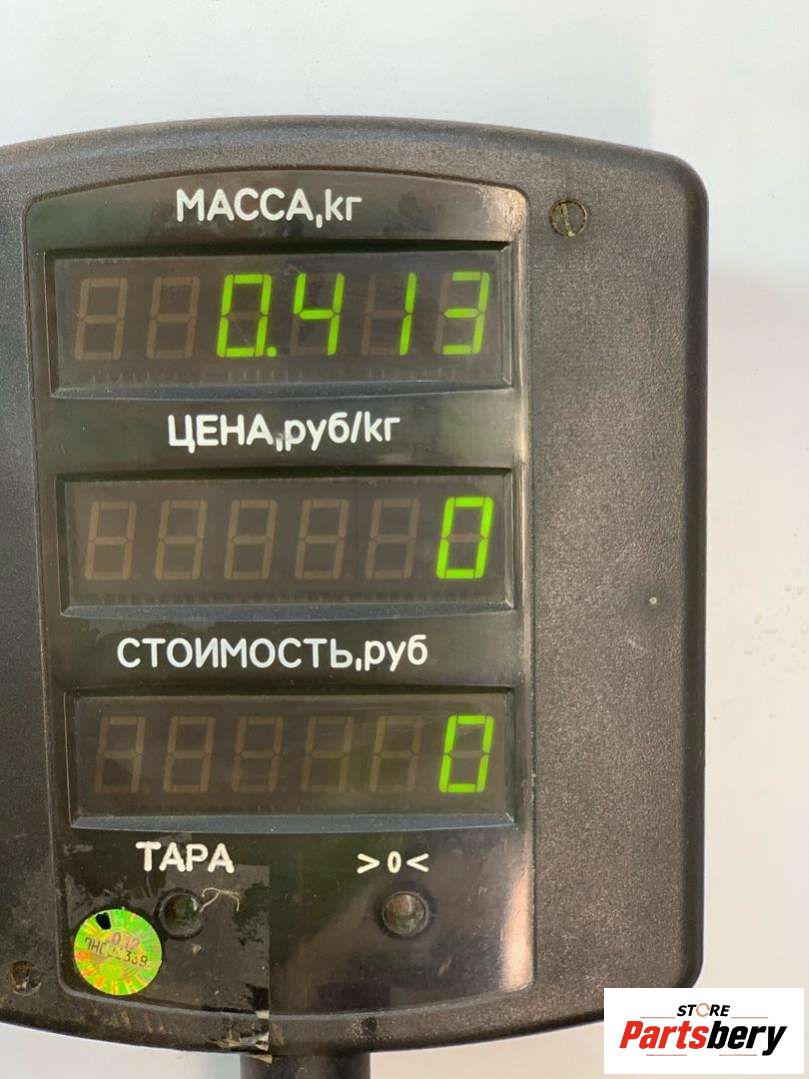 МАССА,кг
0.413
ЦЕНА,руб/кг
0
СТОИМОСТЬ,руб
0
ТАРА >0<
STORE
Partsbery